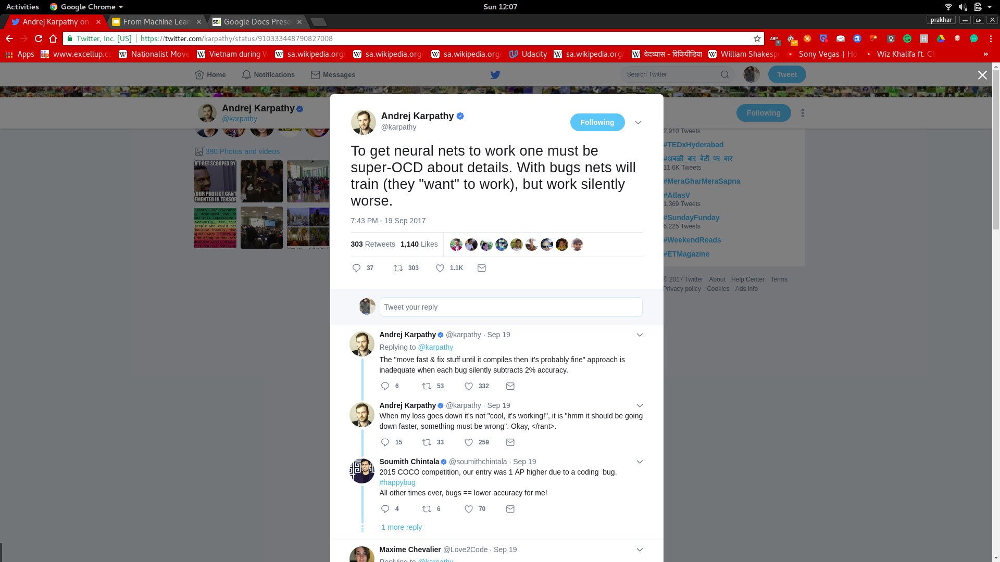 Activities Google Chrome Sun 12:07
Andrej Karpathy on From Machine Lear Google Docs Prese prakhar
Twitter, Inc. [US] https://twitter.com/karpathy/status/910333448790827008
Apps www.excellup.co Nationalist Move Vietnam during sa.wikipedia.org/ sa.wikipedia.org/ sa.wikipedia.org/ Udacity sa.wikipedia.org/ वेदव्यास - विकिपीडिया William Shakesp Sony Vegas | Ho Wiz Khalifa ft. Ch »
Home Notifications Messages Search Twitter Tweet
Andrej Karpathy
@karpathy
Following
390 Photos and videos
N'T GET SCOOPED BY
YOUR PROJECT CAN'T
EMENTED IN TENSOR
Andrej Karpathy
@karpathy
Following
To get neural nets to work one must be
super-OCD about details. With bugs nets will
train (they "want" to work), but work silently
worse.
7:43 PM - 19 Sep 2017
303 Retweets 1,140 Likes
37 303 1.1K
Tweet your reply
Andrej Karpathy @karpathy · Sep 19
Replying to @karpathy
The "move fast & fix stuff until it compiles then it's probably fine" approach is
inadequate when each bug silently subtracts 2% accuracy.
6 53 332
Andrej Karpathy @karpathy · Sep 19
When my loss goes down it's not "cool, it's working!", it is "hmm it should be going
down faster, something must be wrong". Okay, </rant>.
15 33 259
Soumith Chintala @soumithchintala · Sep 19
2015 COCO competition, our entry was 1 AP higher due to a coding bug.
#happybug
All other times ever, bugs == lower accuracy for me!
4 6 70
1 more reply
Maxime Chevalier @Love2Code · Sep 19
Replying to @karpathy
2,910 Tweets
#TEDxHyderabad
#अबकी_बार_बेटी_पर_वार
11.6K Tweets
#MeraGharMeraSapna
#AtlasV
1,369 Tweets
#SundayFunday
6,225 Tweets
#WeekendReads
#ETMagazine
© 2017 Twitter About Help Center Terms
Privacy policy Cookies Ads info